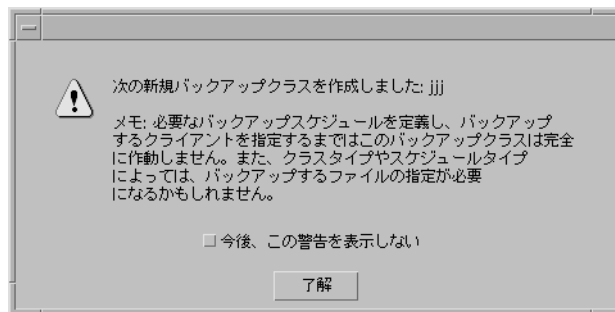 次の新規バックアップクラスを作成しました: jjj
メモ: 必要なバックアップスケジュールを定義し、バックアップ
するクライアントを指定するまではこのバックアップクラスは完全
に作動しません。また、クラスタイプやスケジュールタイプ
によっては、バックアップするファイルの指定が必要
になるかもしれません。
今後、この警告を表示しない
了解